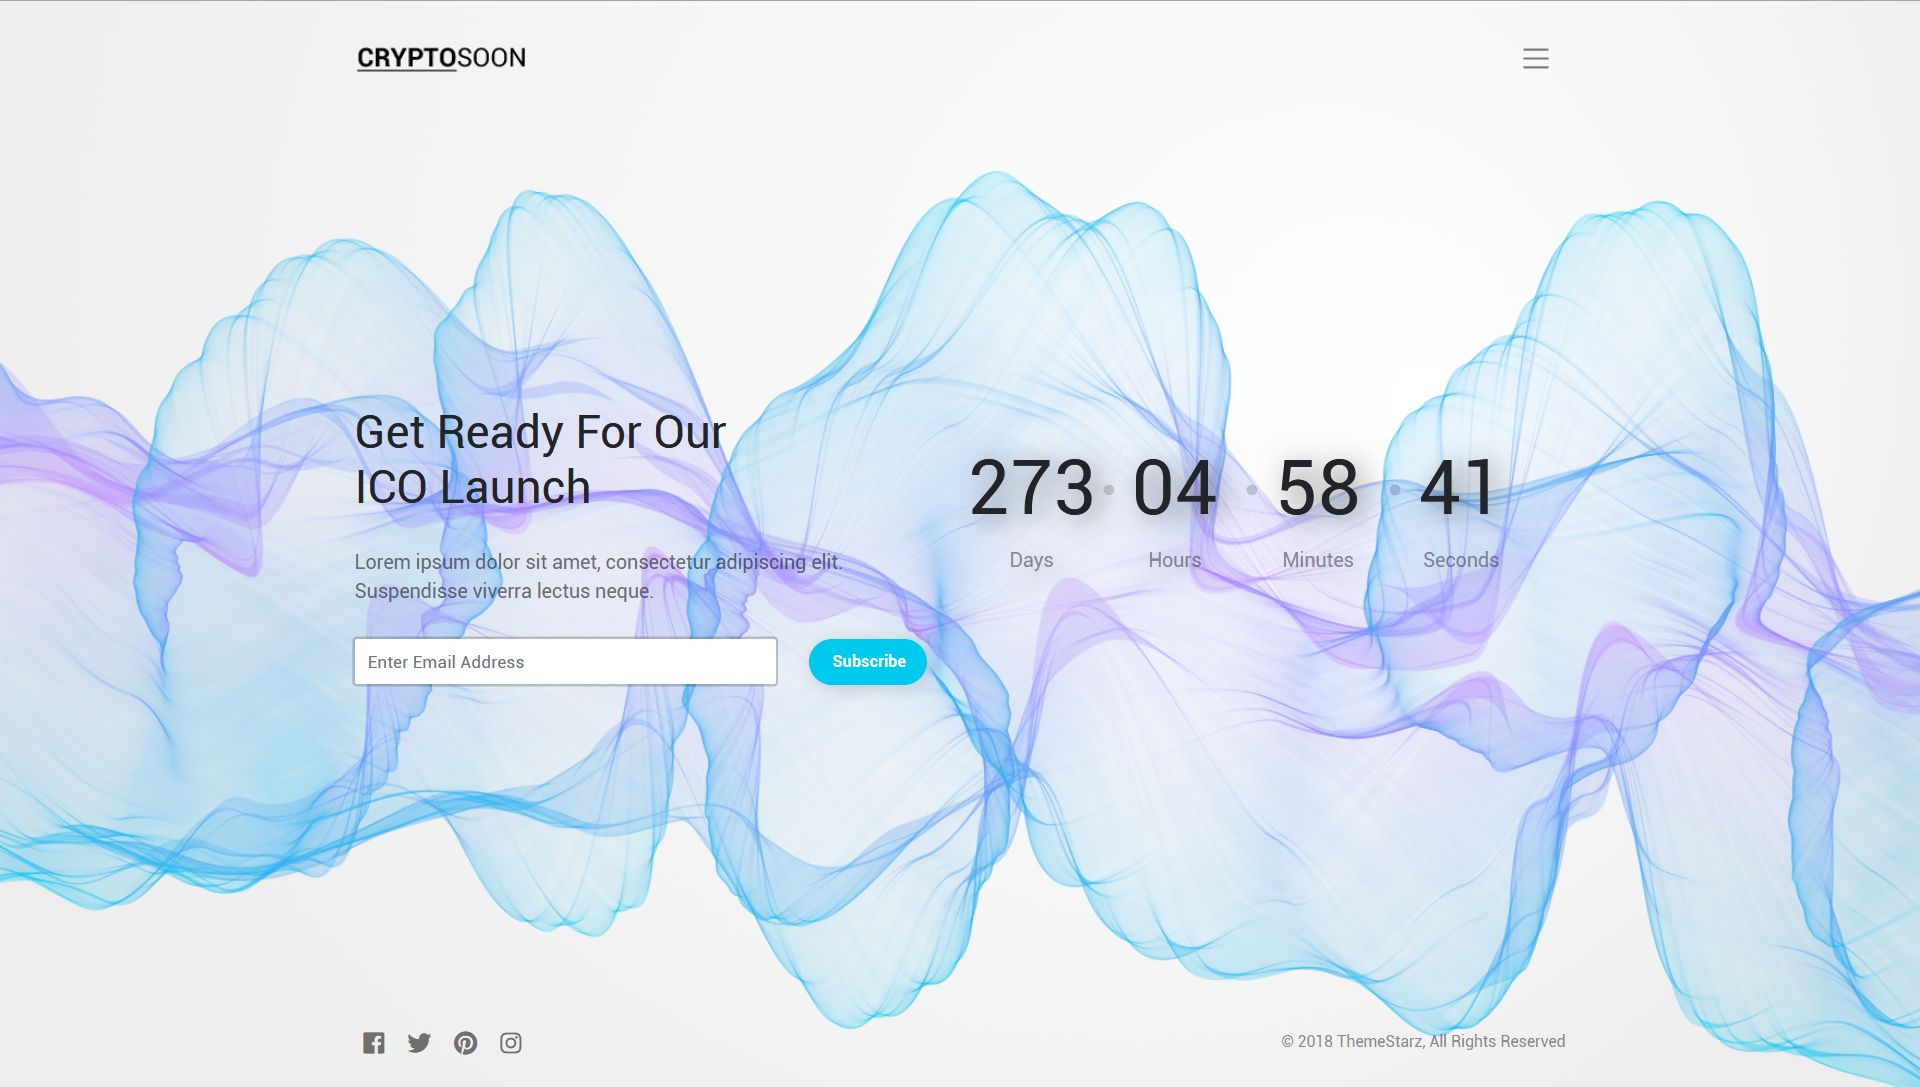 CRYPTOSOON
Get Ready For Our
ICO Launch
Lorem ipsum dolor sit amet, consectetur adipiscing elit.
Suspendisse viverra lectus neque.
Enter Email Address
Subscribe
273 04 58 41
Days Hours Minutes Seconds
© 2018 ThemeStarz, All Rights Reserved